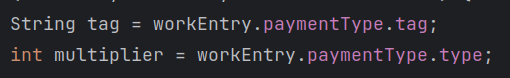 String tag = workEntry.paymentType.tag;
int multiplier = workEntry.paymentType.type;